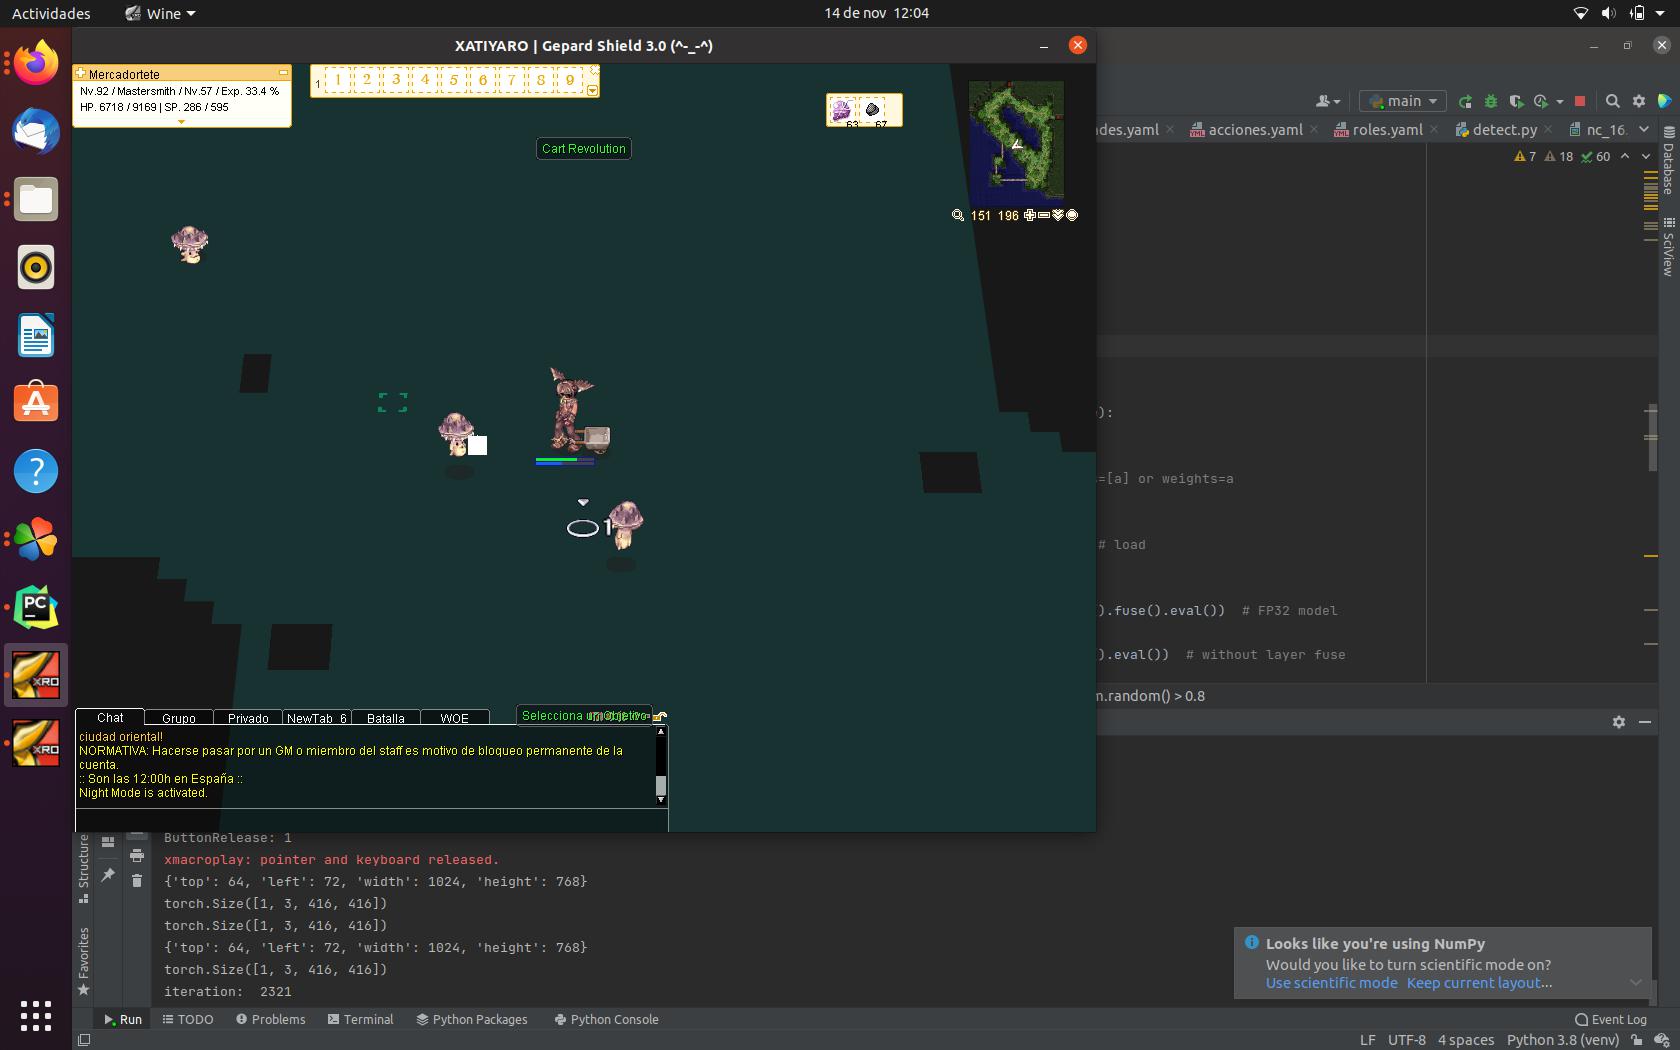 Actividades
Wine
14 de nov 12:04
XATIYARO | Gepard Shield 3.0 (^-_-^)
Mercadortete
Nv.92 / Mastersmith / Nv.57 / Exp. 33.4 %
HP. 6718 / 9169 | SP. 286 / 595
1 1 2 3 4 5 6 7 8 9
63 67
Cart Revolution
151 196
1
main
des.yaml
acciones.yaml
roles.yaml
detect.py
nc_16.
7 18 60
Database
SciView
):
=[a] or weights=a
# load
).fuse().eval()) # FP32 model
).eval()) # without layer fuse
m.random() > 0.8
Chat Grupo Privado NewTab_6 Batalla WOE
Selecciona un objetivo
ciudad oriental!
NORMATIVA: Hacerse pasar por un GM o miembro del staff es motivo de bloqueo permanente de la
cuenta.
:: Son las 12:00h en España ::
Night Mode is activated.
PC
XRO
XRO
Structure
Favorites
ButtonRelease: 1
xmacroplay: pointer and keyboard released.
{'top': 64, 'left': 72, 'width': 1024, 'height': 768}
torch.Size([1, 3, 416, 416])
torch.Size([1, 3, 416, 416])
{'top': 64, 'left': 72, 'width': 1024, 'height': 768}
torch.Size([1, 3, 416, 416])
iteration:  2321
Looks like you're using NumPy
Would you like to turn scientific mode on?
Use scientific mode Keep current layout...
Run TODO Problems Terminal Python Packages Python Console
Event Log
LF UTF-8 4 spaces Python 3.8 (venv)